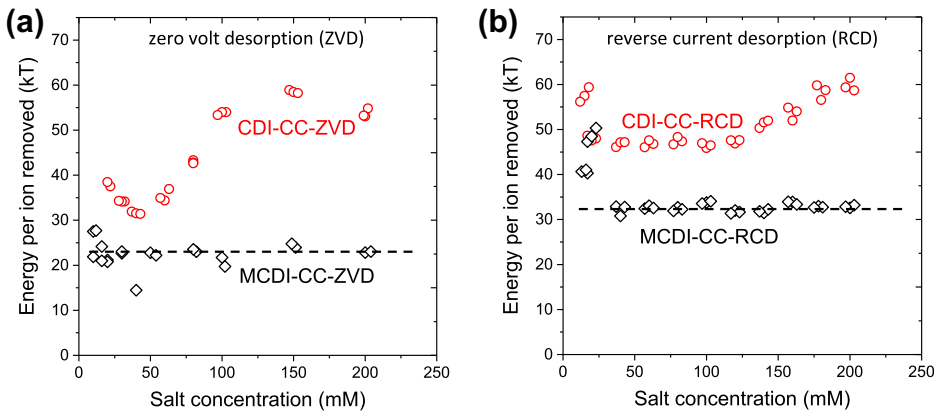 (a)
zero volt desorption (ZVD)
CDI-CC-ZVD
MCDI-CC-ZVD
Energy per ion removed (kT)
70
60
50
40
30
20
10
0
0 50 100 150 200 250
Salt concentration (mM)
(b)
reverse current desorption (RCD)
CDI-CC-RCD
MCDI-CC-RCD
Energy per ion removed (kT)
70
60
50
40
30
20
10
0
0 50 100 150 200 250
Salt concentration (mM)